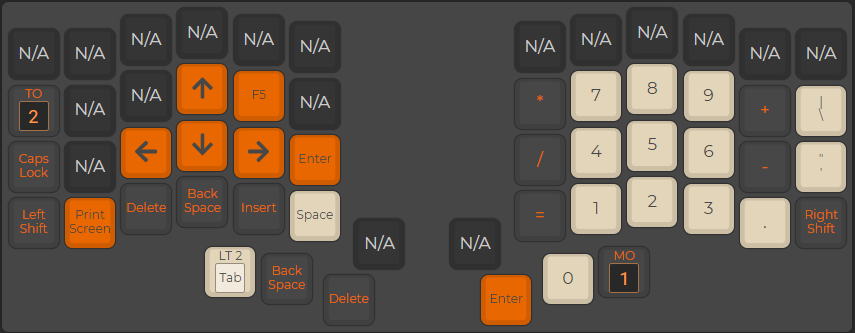 N/A
N/A
N/A
N/A
N/A
N/A
N/A
N/A
N/A
N/A
N/A
N/A
TO
2
N/A
N/A
↑
F5
N/A
*
7
8
9
+
|
\
Caps
Lock
N/A
←
↓
→
Enter
/
4
5
6
-
"
'
Left
Shift
Print
Screen
Delete
Back
Space
Insert
Space
=
1
2
3
.
Right
Shift
N/A
N/A
LT 2
Tab
Back
Space
Delete
Enter
0
MO
1